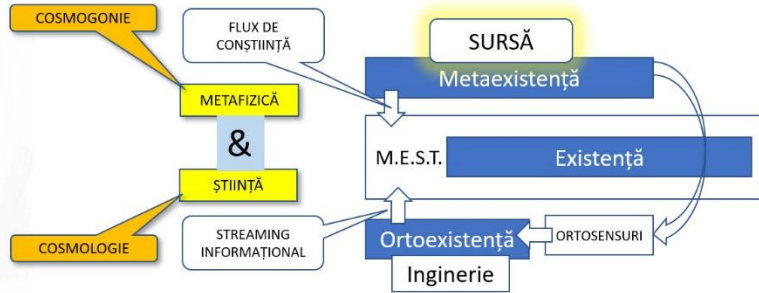 COSMOGONIE
FLUX DE
CONȘTIINȚĂ
SURSĂ
Metaexistență
METAFIZICĂ
&
M.E.S.T.
Existență
ȘTIINȚĂ
STREAMING
INFORMAȚIONAL
Ortoexistență
ORTOSENSURI
COSMOLOGIE
Inginerie